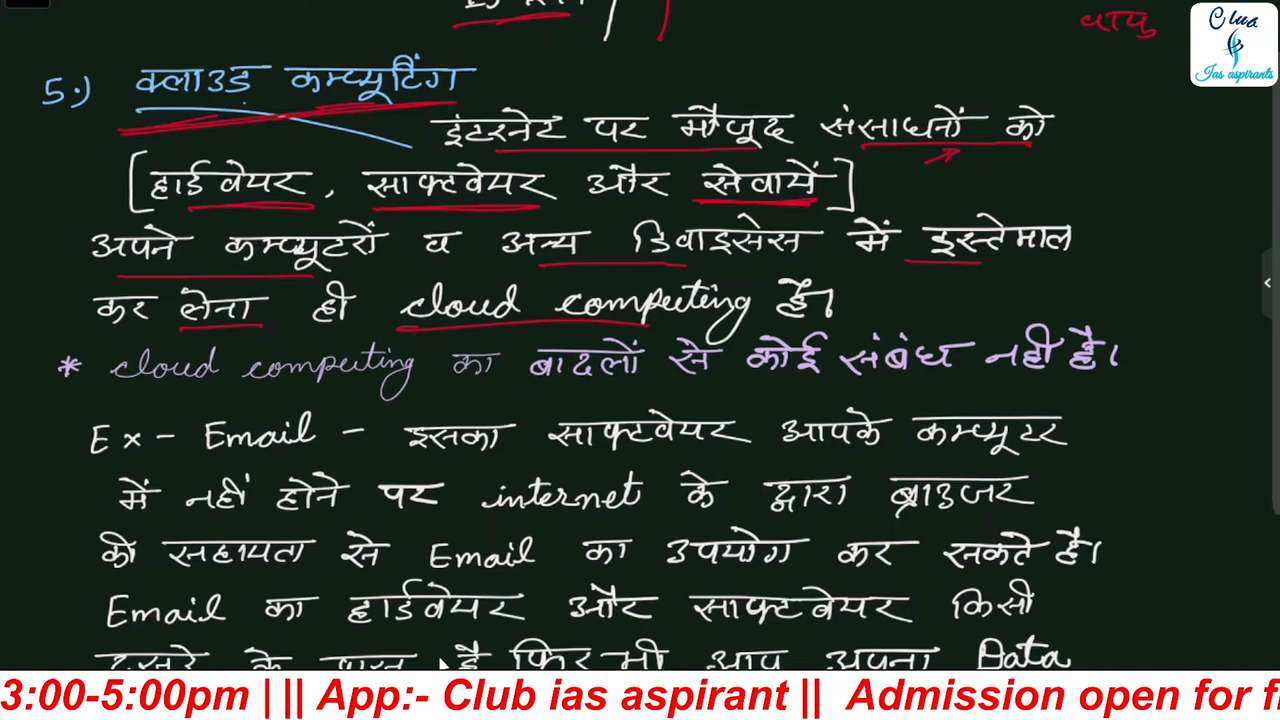 वायु
Club
Ias aspirants
5.) क्लाउड कम्प्यूटिंग
इंटरनेट पर मौजूद संसाधनों को
[हार्डवेयर, साफ्टवेयर और सेवायें]
अपने कम्प्यूटरों व अन्य डिवाइसेस में इस्तेमाल
कर लेना ही cloud computing है।
* cloud computing का बादलों से कोई संबंध नही है।
Ex - Email - इसका साफ्टवेयर आपके कम्प्यूटर
में नहीं होने पर internet के द्वारा ब्राउजर
की सहायता से Email का उपयोग कर सकते है।
Email का हार्डवेयर और साफ्टवेयर किसी
दूसरे के पास है फिर भी आप अपना Data
3:00-5:00pm | || App:- Club ias aspirant || Admission open for f